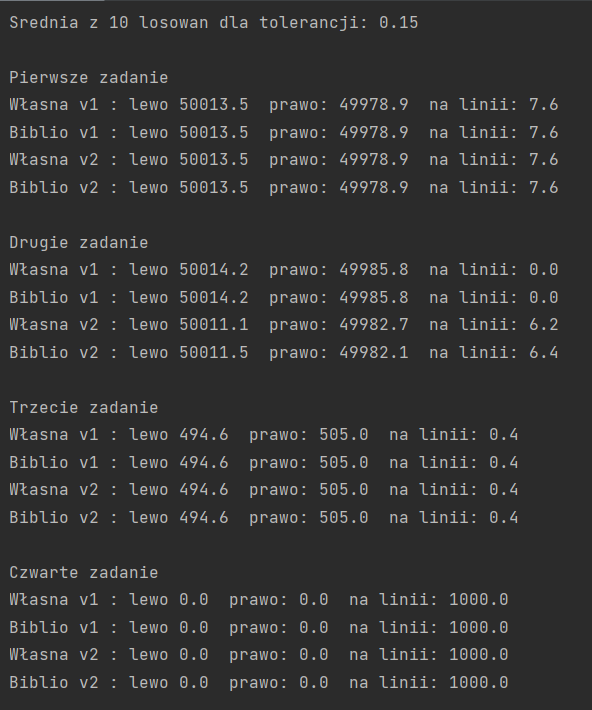 Srednia z 10 losowan dla tolerancji: 0.15
Pierwsze zadanie
Własna v1 : lewo 50013.5  prawo: 49978.9  na linii: 7.6
Biblio v1 : lewo 50013.5  prawo: 49978.9  na linii: 7.6
Własna v2 : lewo 50013.5  prawo: 49978.9  na linii: 7.6
Biblio v2 : lewo 50013.5  prawo: 49978.9  na linii: 7.6
Drugie zadanie
Własna v1 : lewo 50014.2  prawo: 49985.8  na linii: 0.0
Biblio v1 : lewo 50014.2  prawo: 49985.8  na linii: 0.0
Własna v2 : lewo 50011.1  prawo: 49982.7  na linii: 6.2
Biblio v2 : lewo 50011.5  prawo: 49982.1  na linii: 6.4
Trzecie zadanie
Własna v1 : lewo 494.6  prawo: 505.0  na linii: 0.4
Biblio v1 : lewo 494.6  prawo: 505.0  na linii: 0.4
Własna v2 : lewo 494.6  prawo: 505.0  na linii: 0.4
Biblio v2 : lewo 494.6  prawo: 505.0  na linii: 0.4
Czwarte zadanie
Własna v1 : lewo 0.0  prawo: 0.0  na linii: 1000.0
Biblio v1 : lewo 0.0  prawo: 0.0  na linii: 1000.0
Własna v2 : lewo 0.0  prawo: 0.0  na linii: 1000.0
Biblio v2 : lewo 0.0  prawo: 0.0  na linii: 1000.0